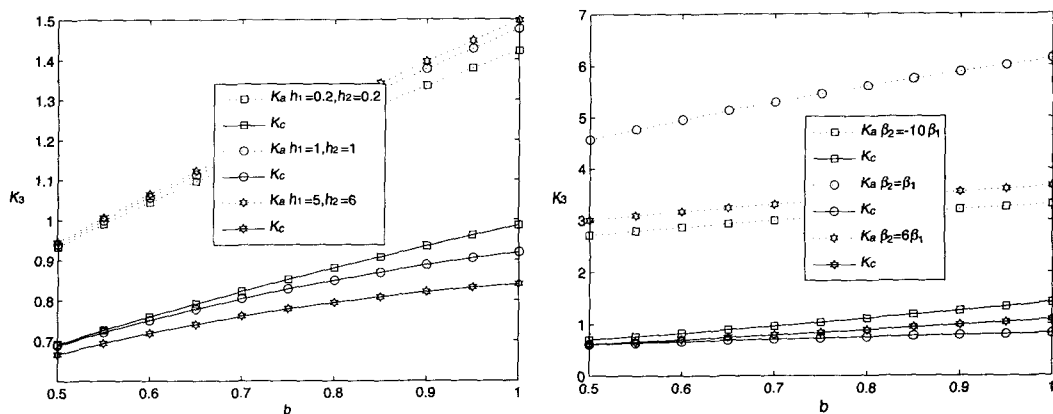 1.5
1.4
1.3
1.2
1.1
1
0.9
0.8
0.7
K3
0.5 0.6 0.7 0.8 0.9 1
b
Ka h1=0.2,h2=0.2
Kc
Ka h1=1,h2=1
Kc
Ka h1=5,h2=6
Kc
7
6
5
4
3
2
1
0
K3
0.5 0.6 0.7 0.8 0.9 1
b
Ka β2=-10β1
Kc
Ka β2=β1
Kc
Ka β2=6β1
Kc